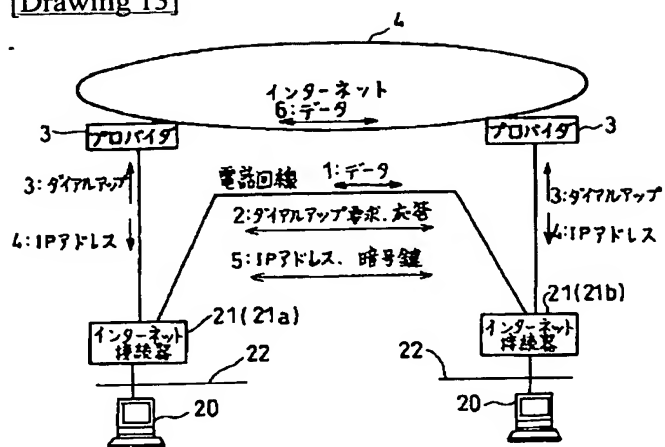 [Drawing 13]
4
インターネット
6:データ
3 プロバイダ
プロバイダ 3
電話回線 1:データ
3:ダイアルアップ
2:ダイアルアップ要求、応答
3:ダイアルアップ
4:IPアドレス
4:IPアドレス
5:IPアドレス、暗号鍵
インターネット
接続器
21(21a)
21(21b)
インターネット
接続器
22
22
20
20